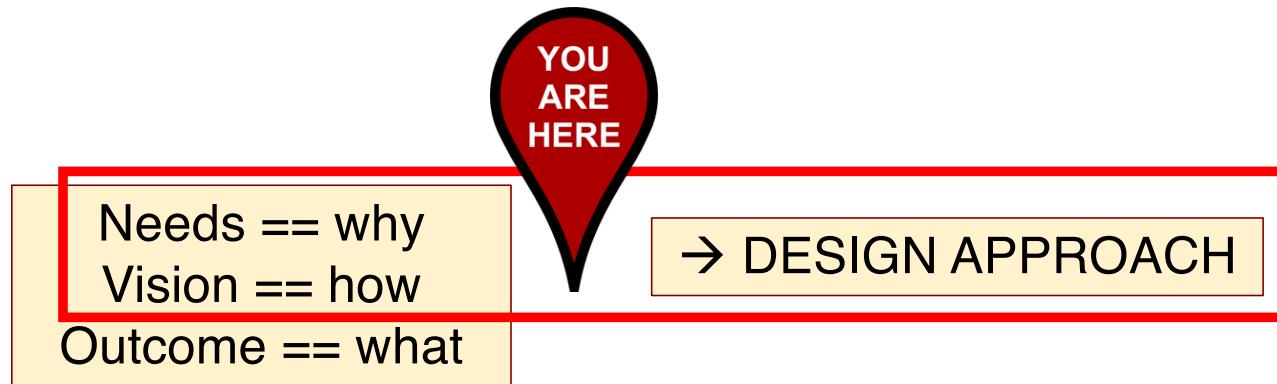 YOU
ARE
HERE
Needs == why
Vision == how
Outcome == what
→ DESIGN APPROACH